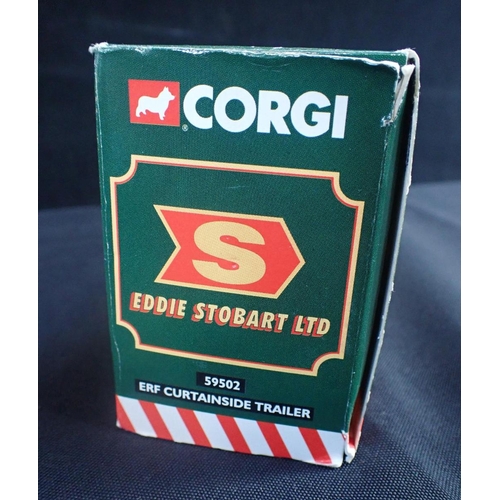 CORGI
®
S
EDDIE STOBART LTD
59502
ERF CURTAINSIDE TRAILER